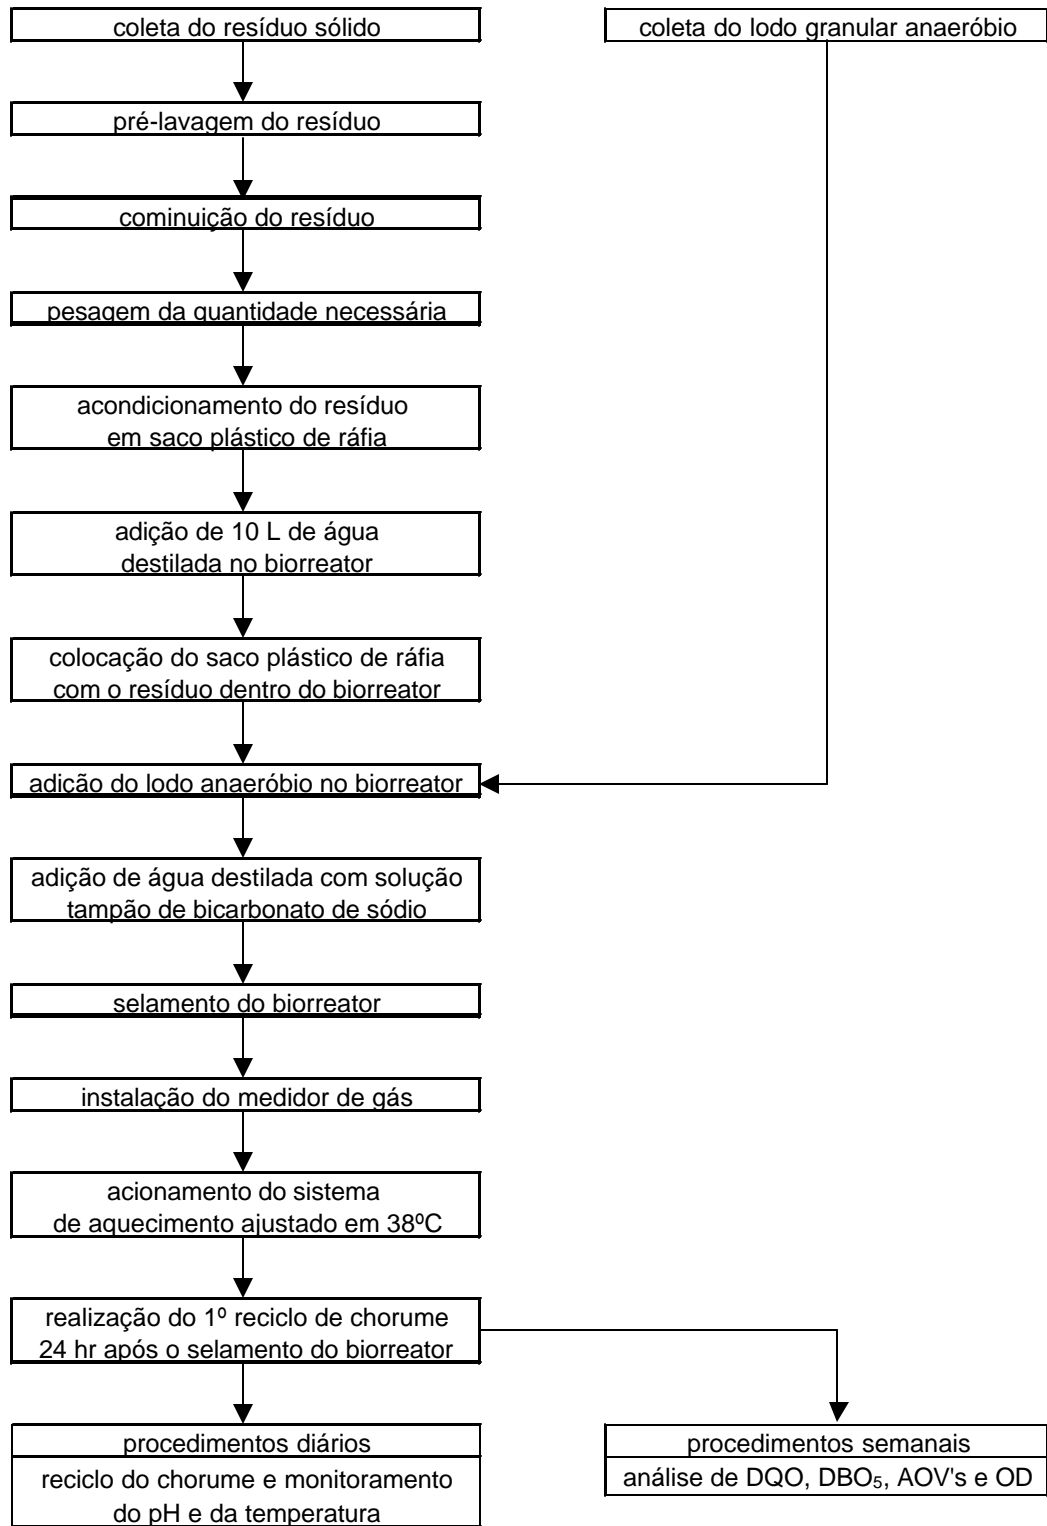 coleta do resíduo sólido
coleta do lodo granular anaeróbio
pré-lavagem do resíduo
cominuição do resíduo
pesagem da quantidade necessária
acondicionamento do resíduo
em saco plástico de ráfia
adição de 10 L de água
destilada no biorreator
colocação do saco plástico de ráfia
com o resíduo dentro do biorreator
adição do lodo anaeróbio no biorreator
adição de água destilada com solução
tampão de bicarbonato de sódio
selamento do biorreator
instalação do medidor de gás
acionamento do sistema
de aquecimento ajustado em 38ºC
realização do 1º reciclo de chorume
24 hr após o selamento do biorreator
procedimentos diários
reciclo do chorume e monitoramento
do pH e da temperatura
procedimentos semanais
análise de DQO, DBO₅, AOV's e OD